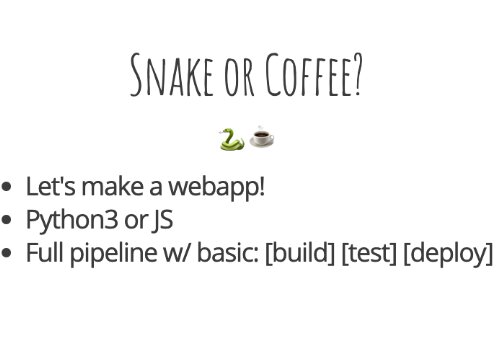 Snake or Coffee?
🐍☕
Let's make a webapp!
Python3 or JS
Full pipeline w/ basic: [build] [test] [deploy]